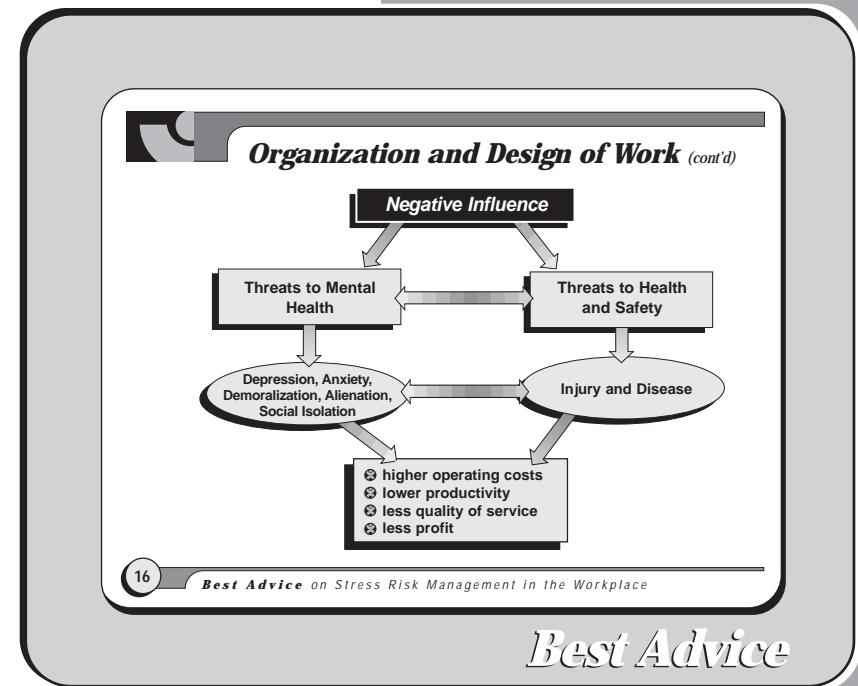 Organization and Design of Work (cont'd)
Negative Influence
Threats to Mental
Health
Threats to Health
and Safety
Depression, Anxiety,
Demoralization, Alienation,
Social Isolation
Injury and Disease
higher operating costs
lower productivity
less quality of service
less profit
16
Best Advice on Stress Risk Management in the Workplace
Best Advice